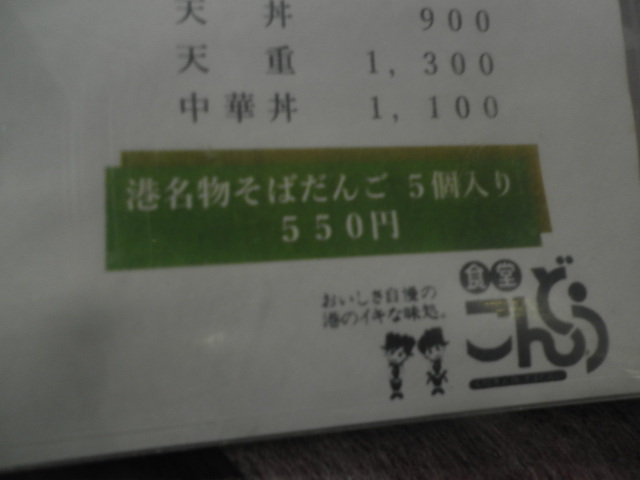 天丼 900
天重 1,300
中華丼 1,100
港名物そばだんご 5個入り
550円
おいしさ自慢の
港のイキな味処。
食堂
こんどう